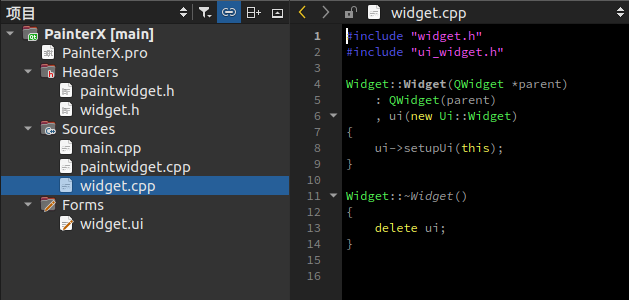 项目
widget.cpp
PainterX [main]
PainterX.pro
Headers
paintwidget.h
widget.h
Sources
main.cpp
paintwidget.cpp
widget.cpp
Forms
widget.ui
1 #include "widget.h"
2 #include "ui_widget.h"
3
4 Widget::Widget(QWidget *parent)
5     : QWidget(parent)
6     , ui(new Ui::Widget)
7 {
8     ui->setupUi(this);
9 }
10
11 Widget::~Widget()
12 {
13     delete ui;
14 }
15
16